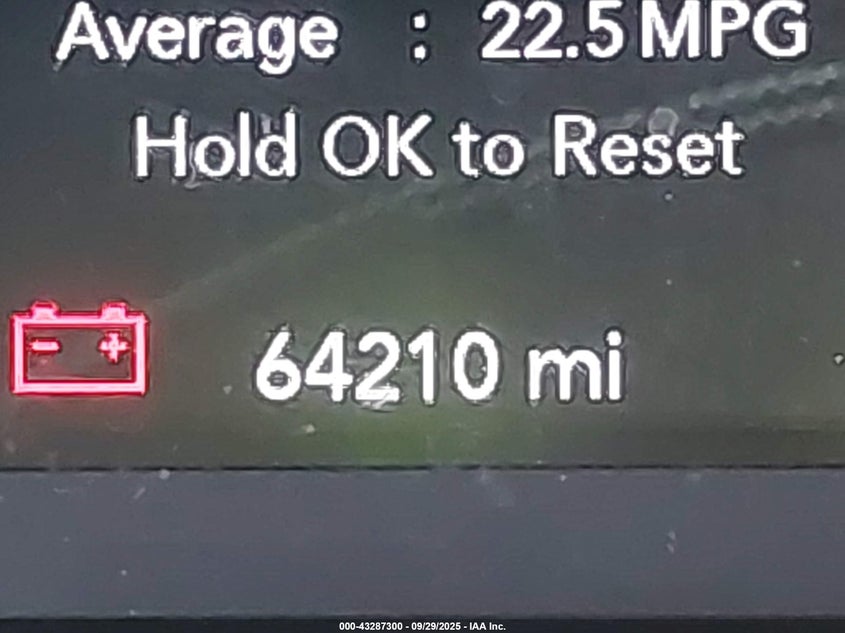 Average : 22.5 MPG
Hold OK to Reset
- +
64210 mi
000-43287300 - 09/29/2025 - IAA Inc.